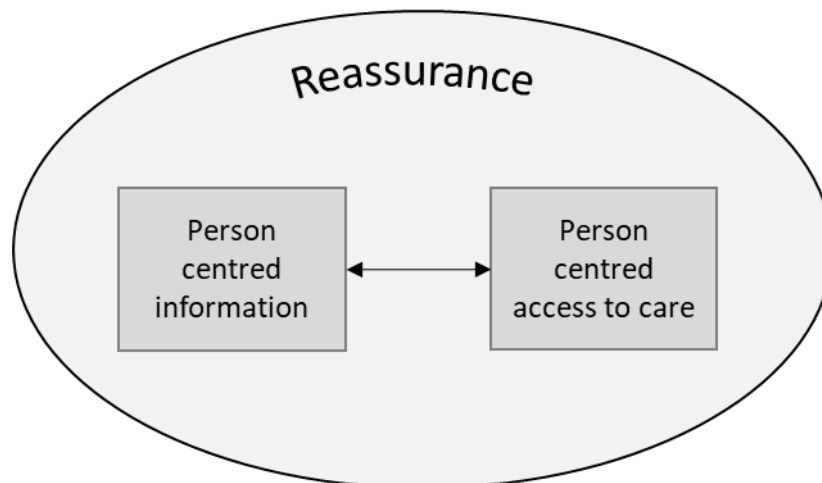 Reassurance
Person
centred
information
Person
centred
access to care